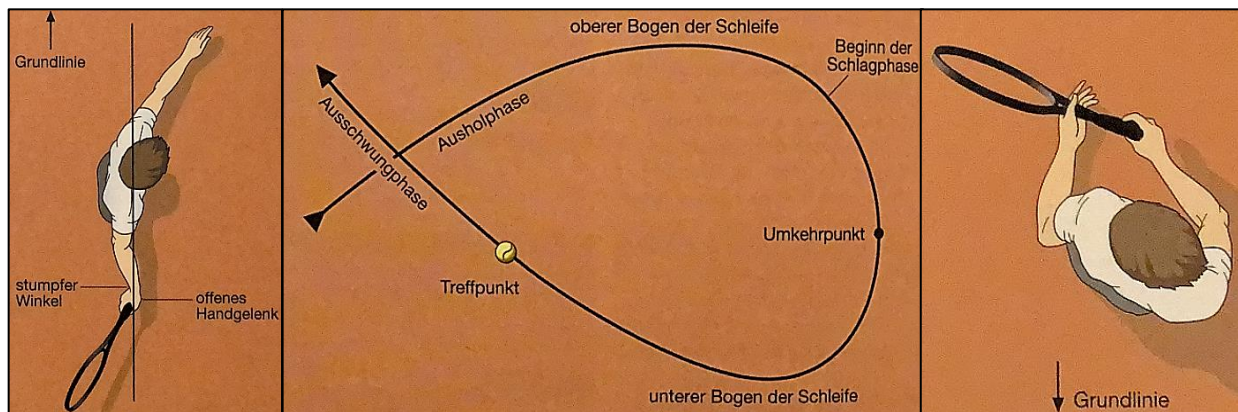 Grundlinie
stumpfer
Winkel
offenes
Handgelenk
oberer Bogen der Schleife
Beginn der
Schlagphase
Ausholphase
Ausschwungphase
Umkehrpunkt
Treffpunkt
unterer Bogen der Schleife
Grundlinie